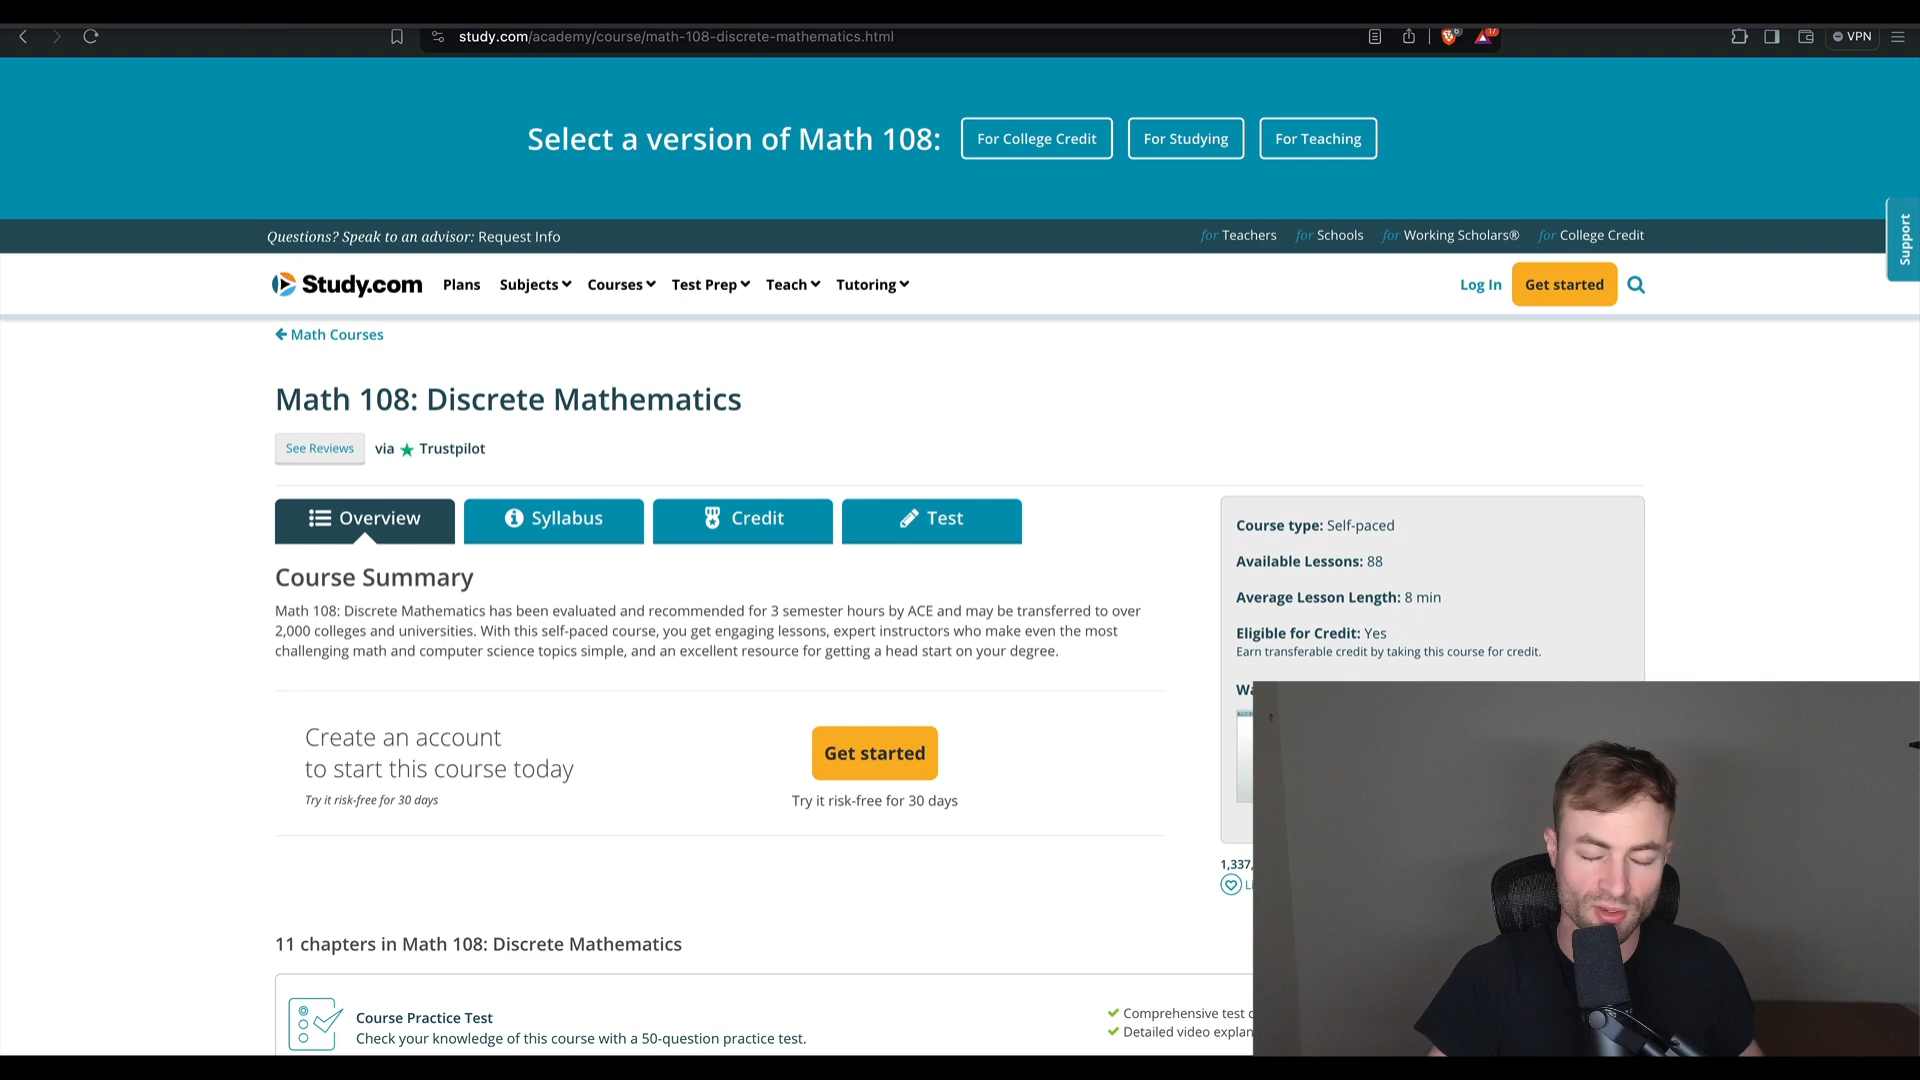 study.com/academy/course/math-108-discrete-mathematics.html
6
17
VPN
Select a version of Math 108:
For College Credit
For Studying
For Teaching
Support
Questions? Speak to an advisor: Request Info
for Teachers
for Schools
for Working Scholars®
for College Credit
Study.com
Plans
Subjects
Courses
Test Prep
Teach
Tutoring
Log In
Get started
Math Courses
Math 108: Discrete Mathematics
See Reviews
via Trustpilot
Overview
Syllabus
Credit
Test
Course Summary
Math 108: Discrete Mathematics has been evaluated and recommended for 3 semester hours by ACE and may be transferred to over
2,000 colleges and universities. With this self-paced course, you get engaging lessons, expert instructors who make even the most
challenging math and computer science topics simple, and an excellent resource for getting a head start on your degree.
Course type: Self-paced
Available Lessons: 88
Average Lesson Length: 8 min
Eligible for Credit: Yes
Earn transferable credit by taking this course for credit.
Create an account
to start this course today
Try it risk-free for 30 days
Get started
Try it risk-free for 30 days
1,337,
11 chapters in Math 108: Discrete Mathematics
Course Practice Test
Check your knowledge of this course with a 50-question practice test.
Comprehensive test
Detailed video